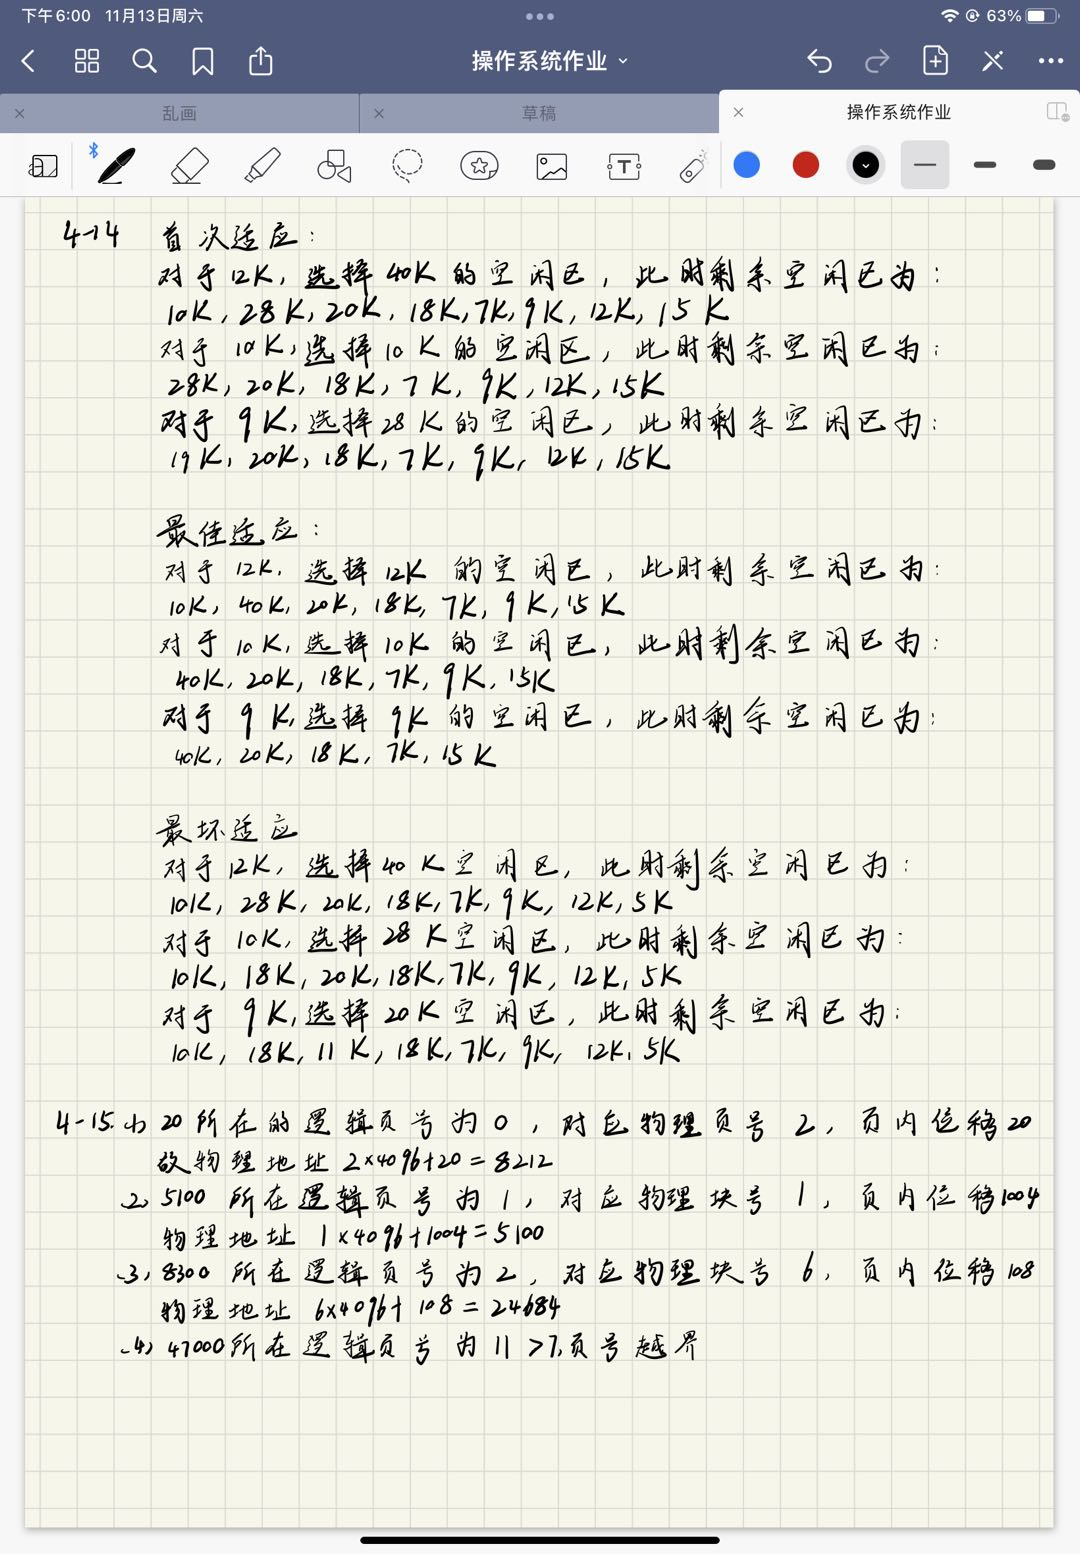 下午6:00 11月13日周六
63%
操作系统作业
乱画
草稿
操作系统作业
4-14 首次适应:
对于12K, 选择40K的空闲区, 此时剩余空闲区为:
10K, 28K, 20K, 18K, 7K, 9K, 12K, 15K
对于10K, 选择10K的空闲区, 此时剩余空闲区为:
28K, 20K, 18K, 7K, 9K, 12K, 15K
对于9K, 选择28K的空闲区, 此时剩余空闲区为:
19K, 20K, 18K, 7K, 9K, 12K, 15K
最佳适应:
对于12K, 选择12K的空闲区, 此时剩余空闲区为:
10K, 40K, 20K, 18K, 7K, 9K, 15K
对于10K, 选择10K的空闲区, 此时剩余空闲区为:
40K, 20K, 18K, 7K, 9K, 15K
对于9K, 选择9K的空闲区, 此时剩余空闲区为:
40K, 20K, 18K, 7K, 15K
最坏适应
对于12K, 选择40K空闲区, 此时剩余空闲区为:
10K, 28K, 20K, 18K, 7K, 9K, 12K, 5K
对于10K, 选择28K空闲区, 此时剩余空闲区为:
10K, 18K, 20K, 18K, 7K, 9K, 12K, 5K
对于9K, 选择20K空闲区, 此时剩余空闲区为:
10K, 18K, 11K, 18K, 7K, 9K, 12K, 5K
4-15. (1) 20所在的逻辑页号为0, 对应物理页号2, 页内位移20
故物理地址 2×4096+20=8212
(2) 5100所在逻辑页号为1, 对应物理块号1, 页内位移1004
物理地址 1×4096+1004=5100
(3) 8300所在逻辑页号为2, 对应物理块号6, 页内位移108
物理地址 6×4096+108=24684
(4) 47000所在逻辑页号为11>7, 页号越界